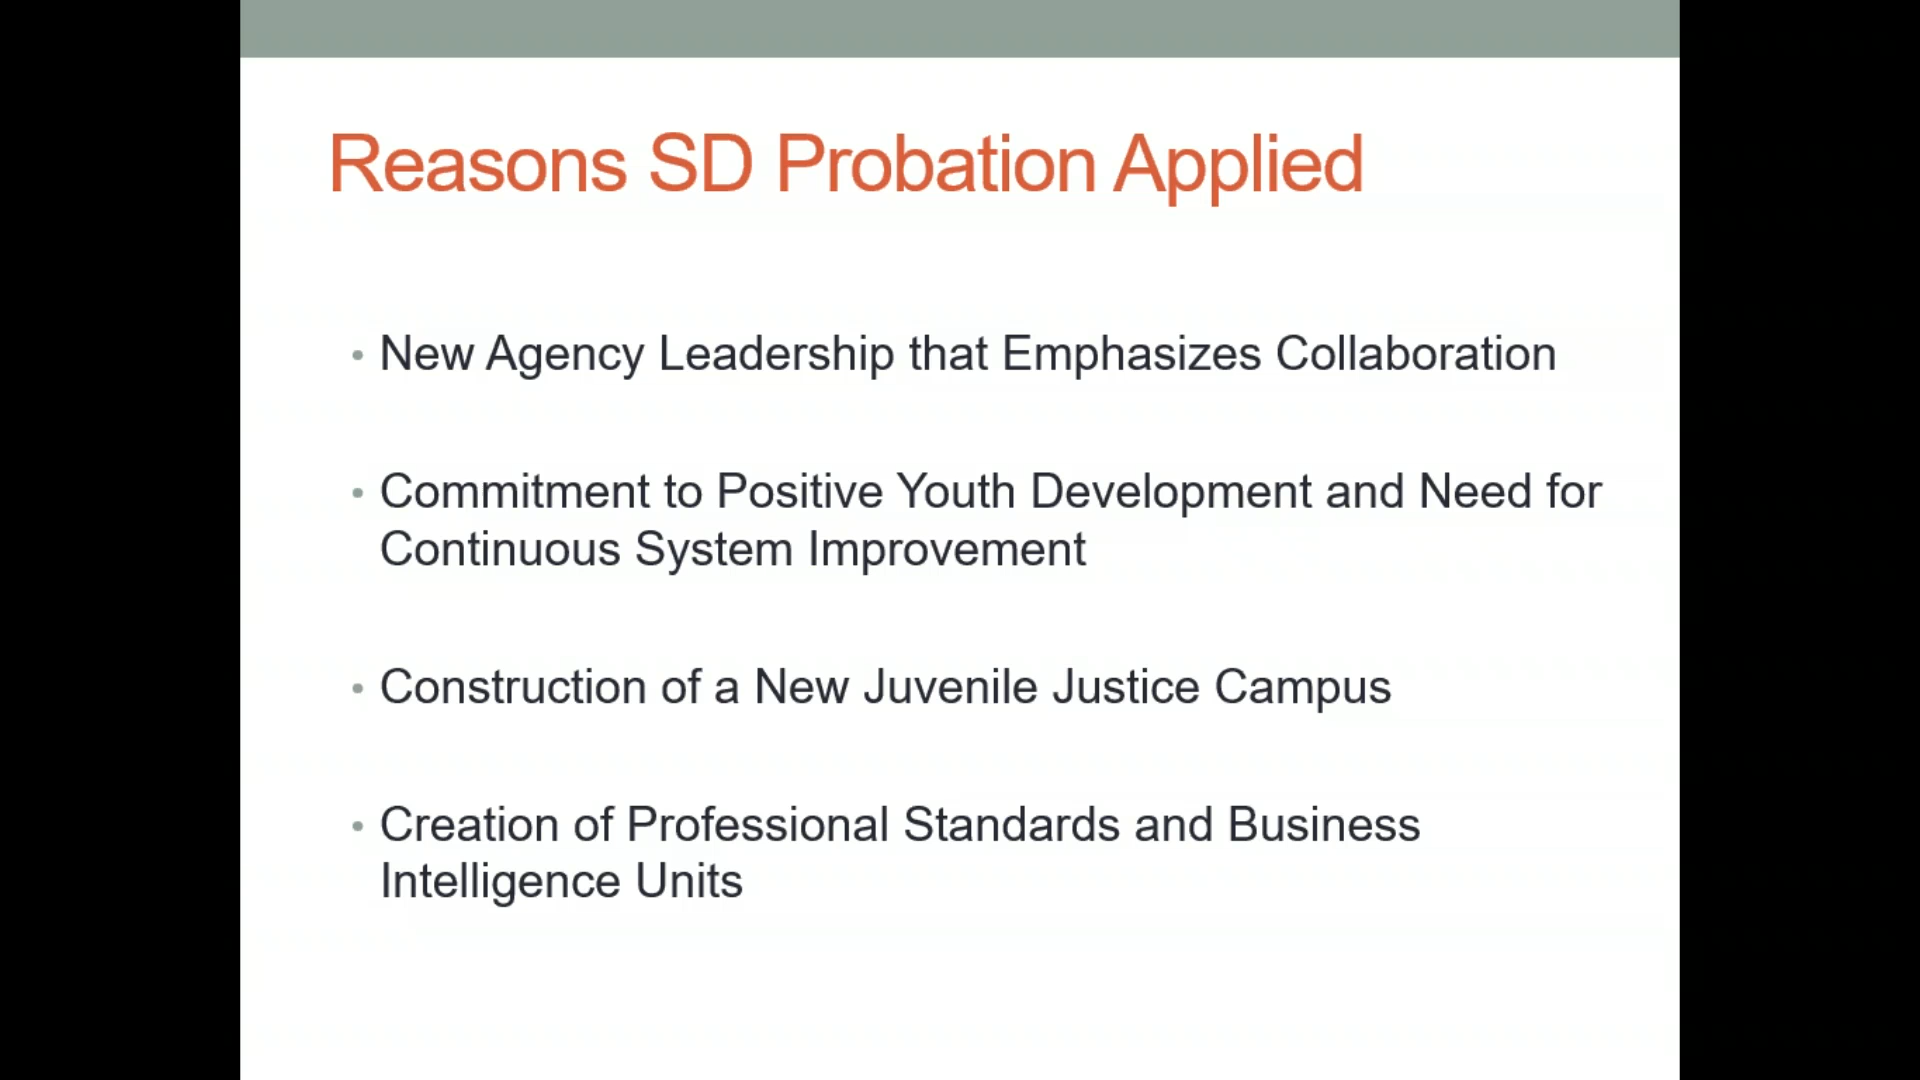 Reasons SD Probation Applied
• New Agency Leadership that Emphasizes Collaboration
• Commitment to Positive Youth Development and Need for
Continuous System Improvement
• Construction of a New Juvenile Justice Campus
• Creation of Professional Standards and Business
Intelligence Units